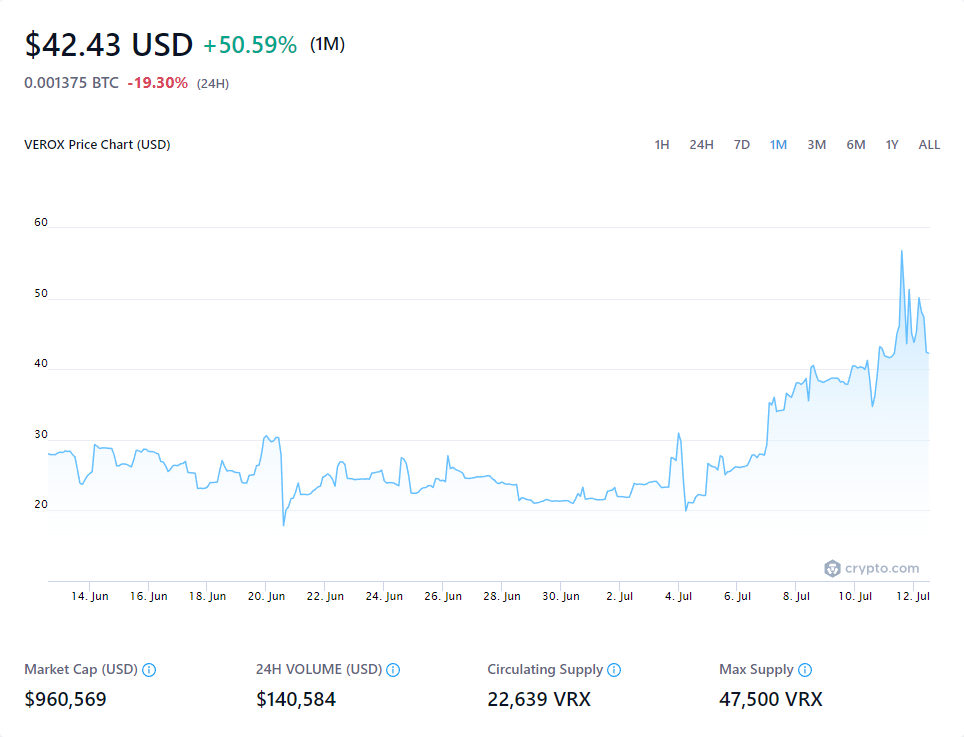 $42.43 USD +50.59% (1M)
0.001375 BTC -19.30% (24H)
VEROX Price Chart (USD) 1H 24H 7D 1M 3M 6M 1Y ALL
60
50
40
30
20
crypto.com
14. Jun 16. Jun 18. Jun 20. Jun 22. Jun 24. Jun 26. Jun 28. Jun 30. Jun 2. Jul 4. Jul 6. Jul 8. Jul 10. Jul 12. Jul
Market Cap (USD) 24H VOLUME (USD) Circulating Supply Max Supply
$960,569 $140,584 22,639 VRX 47,500 VRX